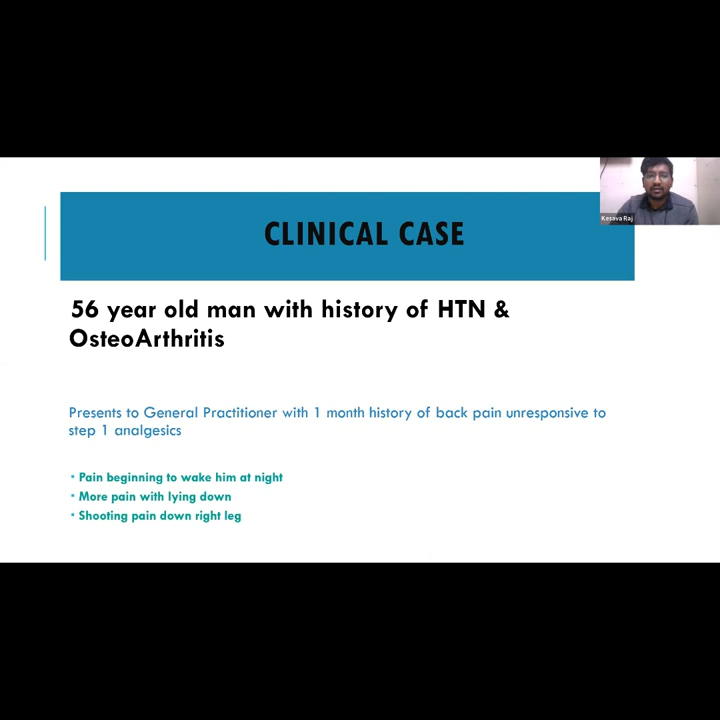 Kesava Raj
CLINICAL CASE
56 year old man with history of HTN &
OsteoArthritis
Presents to General Practitioner with 1 month history of back pain unresponsive to
step 1 analgesics
• Pain beginning to wake him at night
• More pain with lying down
• Shooting pain down right leg